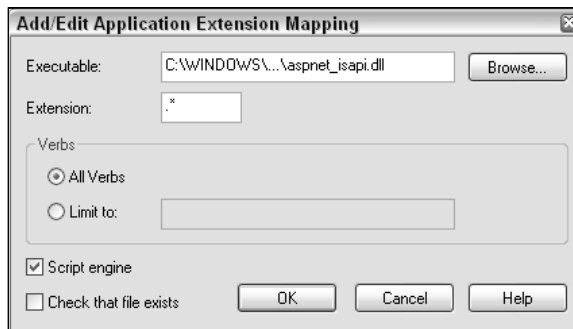 Add/Edit Application Extension Mapping
Executable: C:\WINDOWS\...\aspnet_isapi.dll Browse...
Extension: .*
Verbs
All Verbs
Limit to:
Script engine
Check that file exists OK Cancel Help